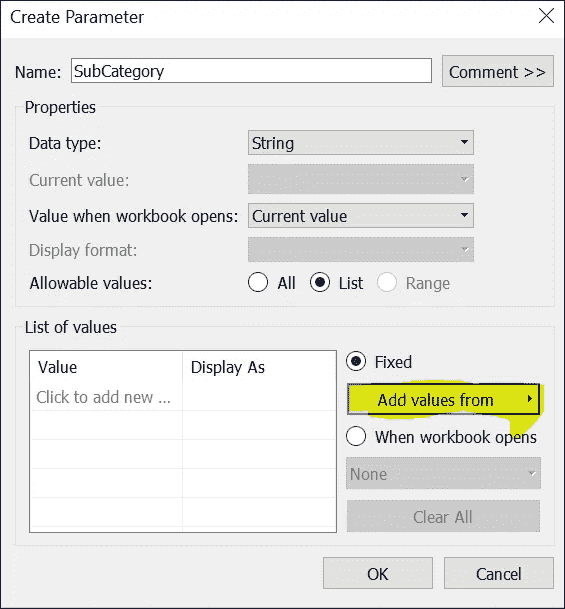 Create Parameter
Name: SubCategory Comment >>
Properties
Data type: String
Current value:
Value when workbook opens: Current value
Display format:
Allowable values: All List Range
List of values
Value Display As Fixed
Click to add new ... Add values from
When workbook opens
None
Clear All
OK Cancel